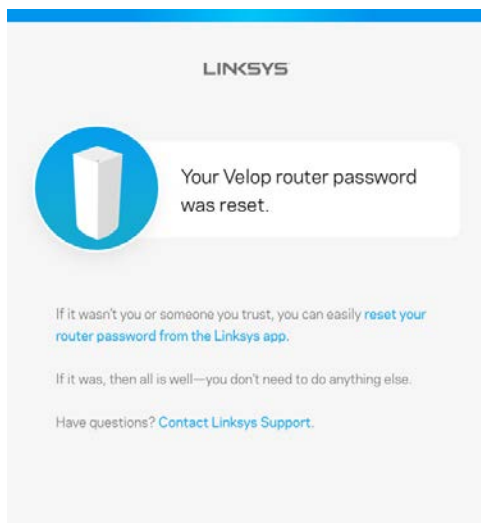 LINKSYS
Your Velop router password
was reset.
If it wasn't you or someone you trust, you can easily reset your
router password from the Linksys app.
If it was, then all is well—you don't need to do anything else.
Have questions? Contact Linksys Support.